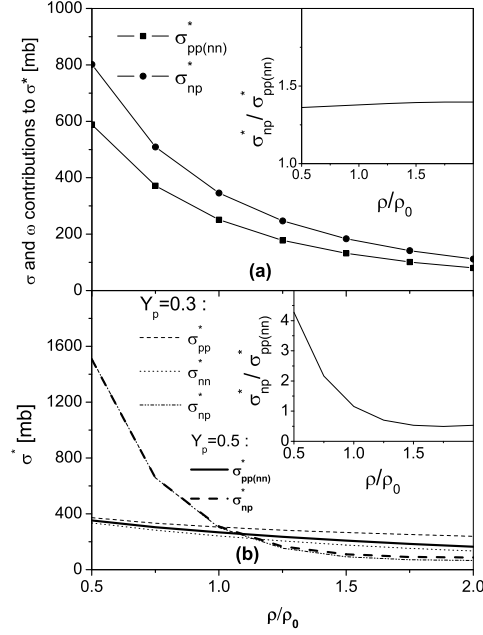 1000
800
600
400
200
0
σ and ω contributions to σ* [mb]
σ*pp(nn)
σ*np
1.5
1.0
σ*np / σ*pp(nn)
0.5 1.0 1.5
ρ/ρ0
(a)
1600
1200
800
400
0
σ* [mb]
Yp=0.3 :
σ*pp
σ*nn
σ*np
Yp=0.5 :
σ*pp(nn)
σ*np
4
3
2
1
0
σ*np / σ*pp(nn)
0.5 1.0 1.5 2.0
ρ/ρ0
(b)
0.5 1.0 1.5 2.0
ρ/ρ0